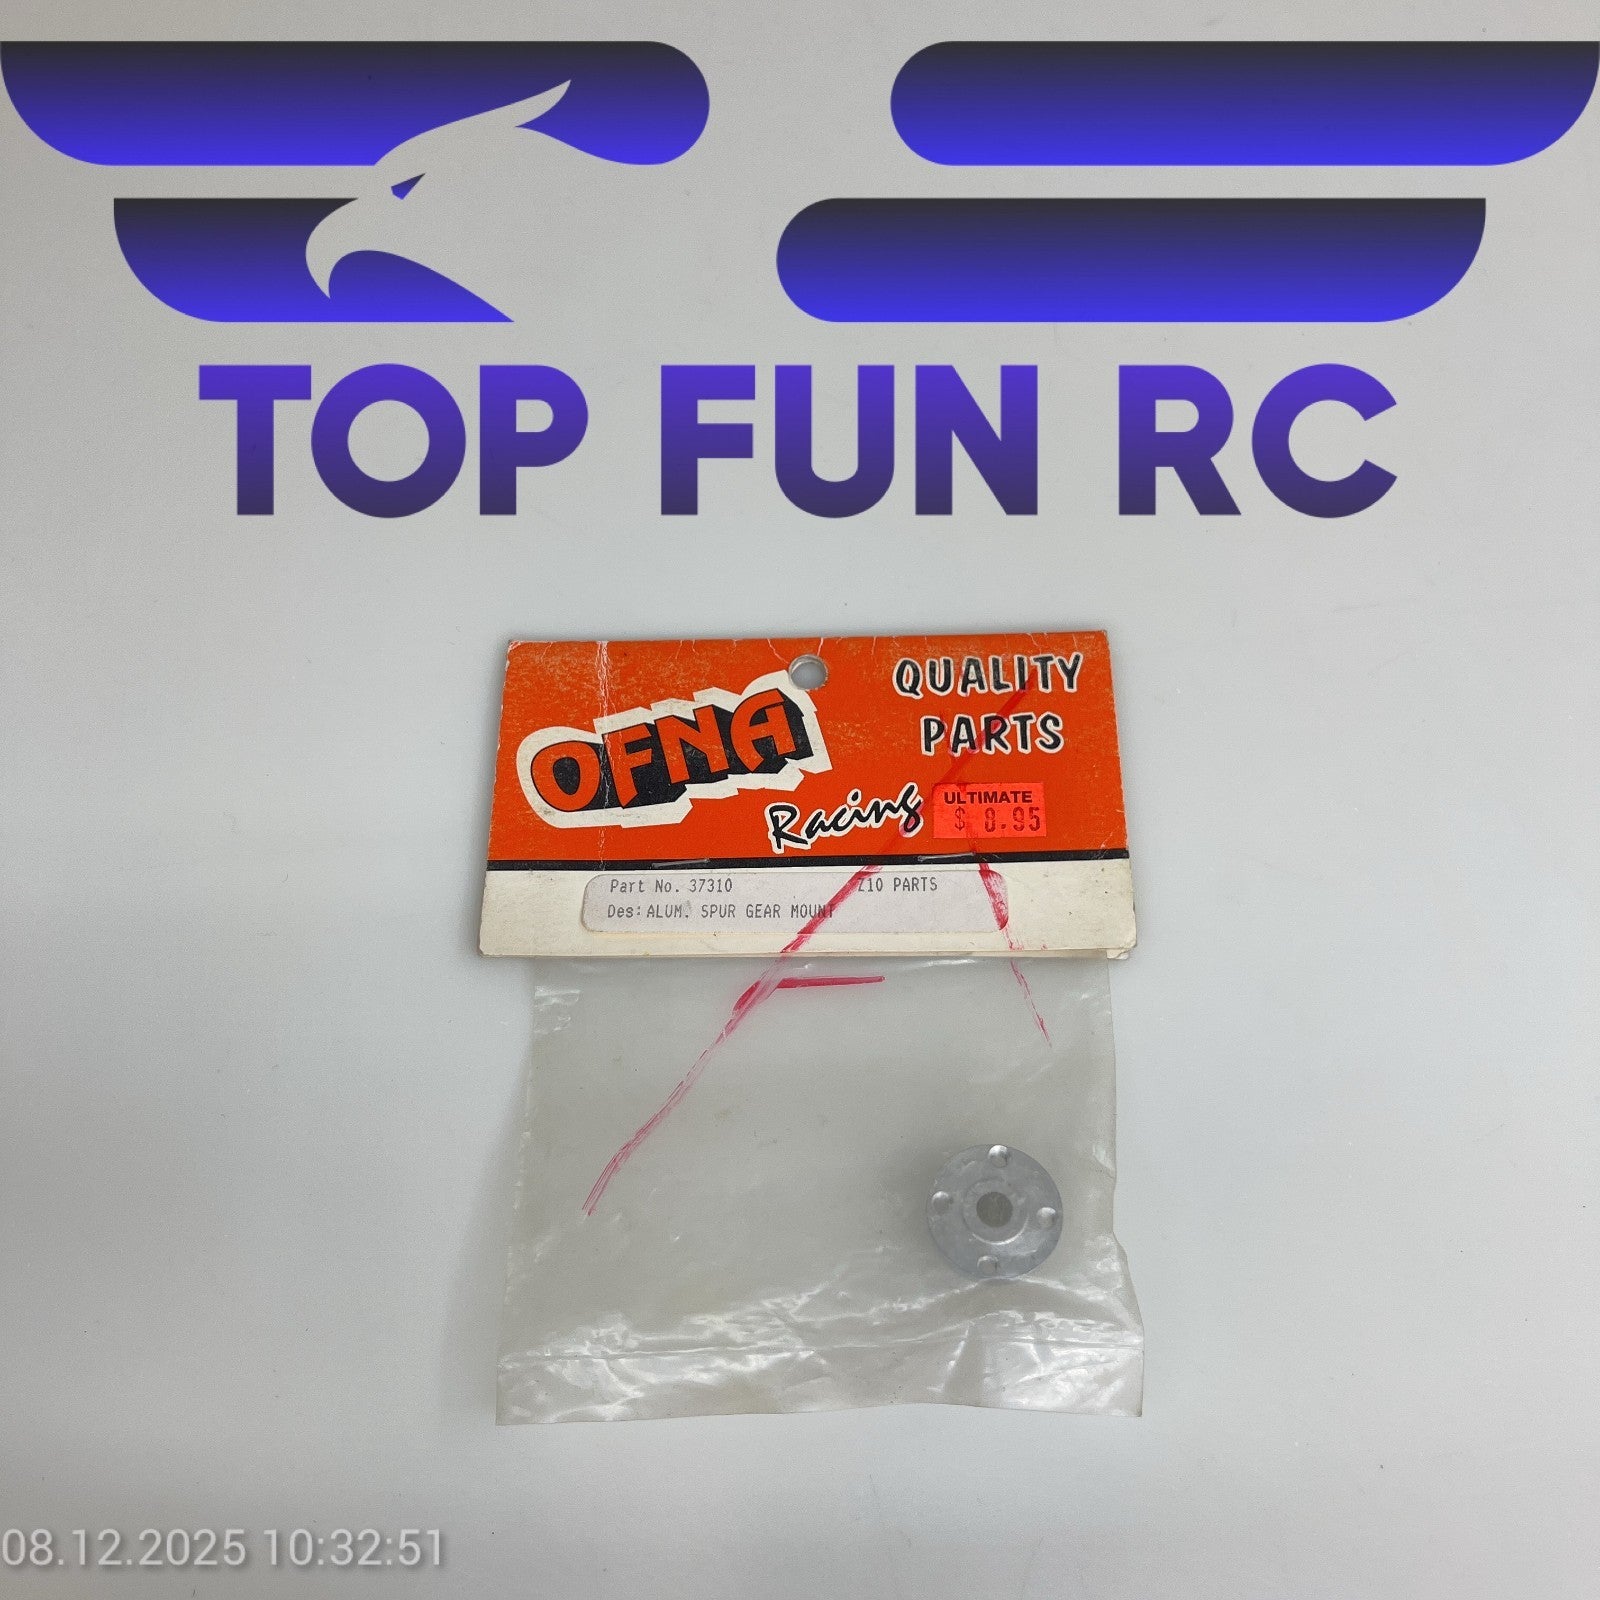 TOP FUN RC
OFNA
Racing
QUALITY
PARTS
ULTIMATE
$ 8.95
Part No. 37310 Z10 PARTS
Des: ALUM. SPUR GEAR MOUNT
08.12.2025 10:32:51